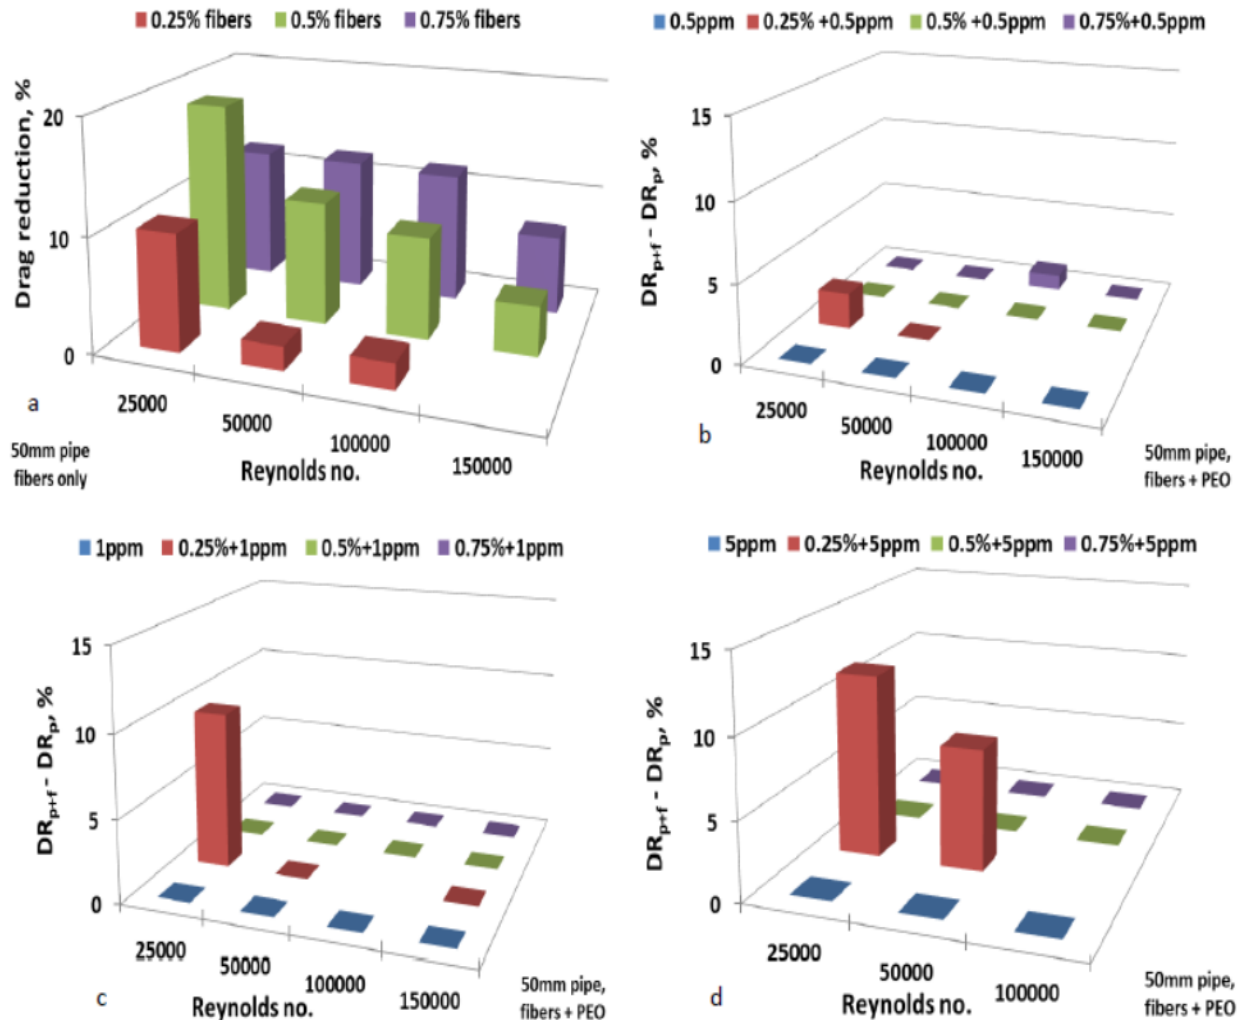 0.25% fibers 0.5% fibers 0.75% fibers
Drag reduction, %
20
10
0
25000
50000
100000
150000
Reynolds no.
a
50mm pipe
fibers only
0.5ppm 0.25% +0.5ppm 0.5% +0.5ppm 0.75%+0.5ppm
DRp+f - DRp, %
15
10
5
0
25000
50000
100000
150000
Reynolds no.
b
50mm pipe,
fibers + PEO
1ppm 0.25%+1ppm 0.5%+1ppm 0.75%+1ppm
DRp+f - DRp, %
15
10
5
0
25000
50000
100000
150000
Reynolds no.
c
50mm pipe,
fibers + PEO
5ppm 0.25%+5ppm 0.5%+5ppm 0.75%+5ppm
DRp+f - DRp, %
15
10
5
0
25000
50000
100000
Reynolds no.
d
50mm pipe,
fibers + PEO